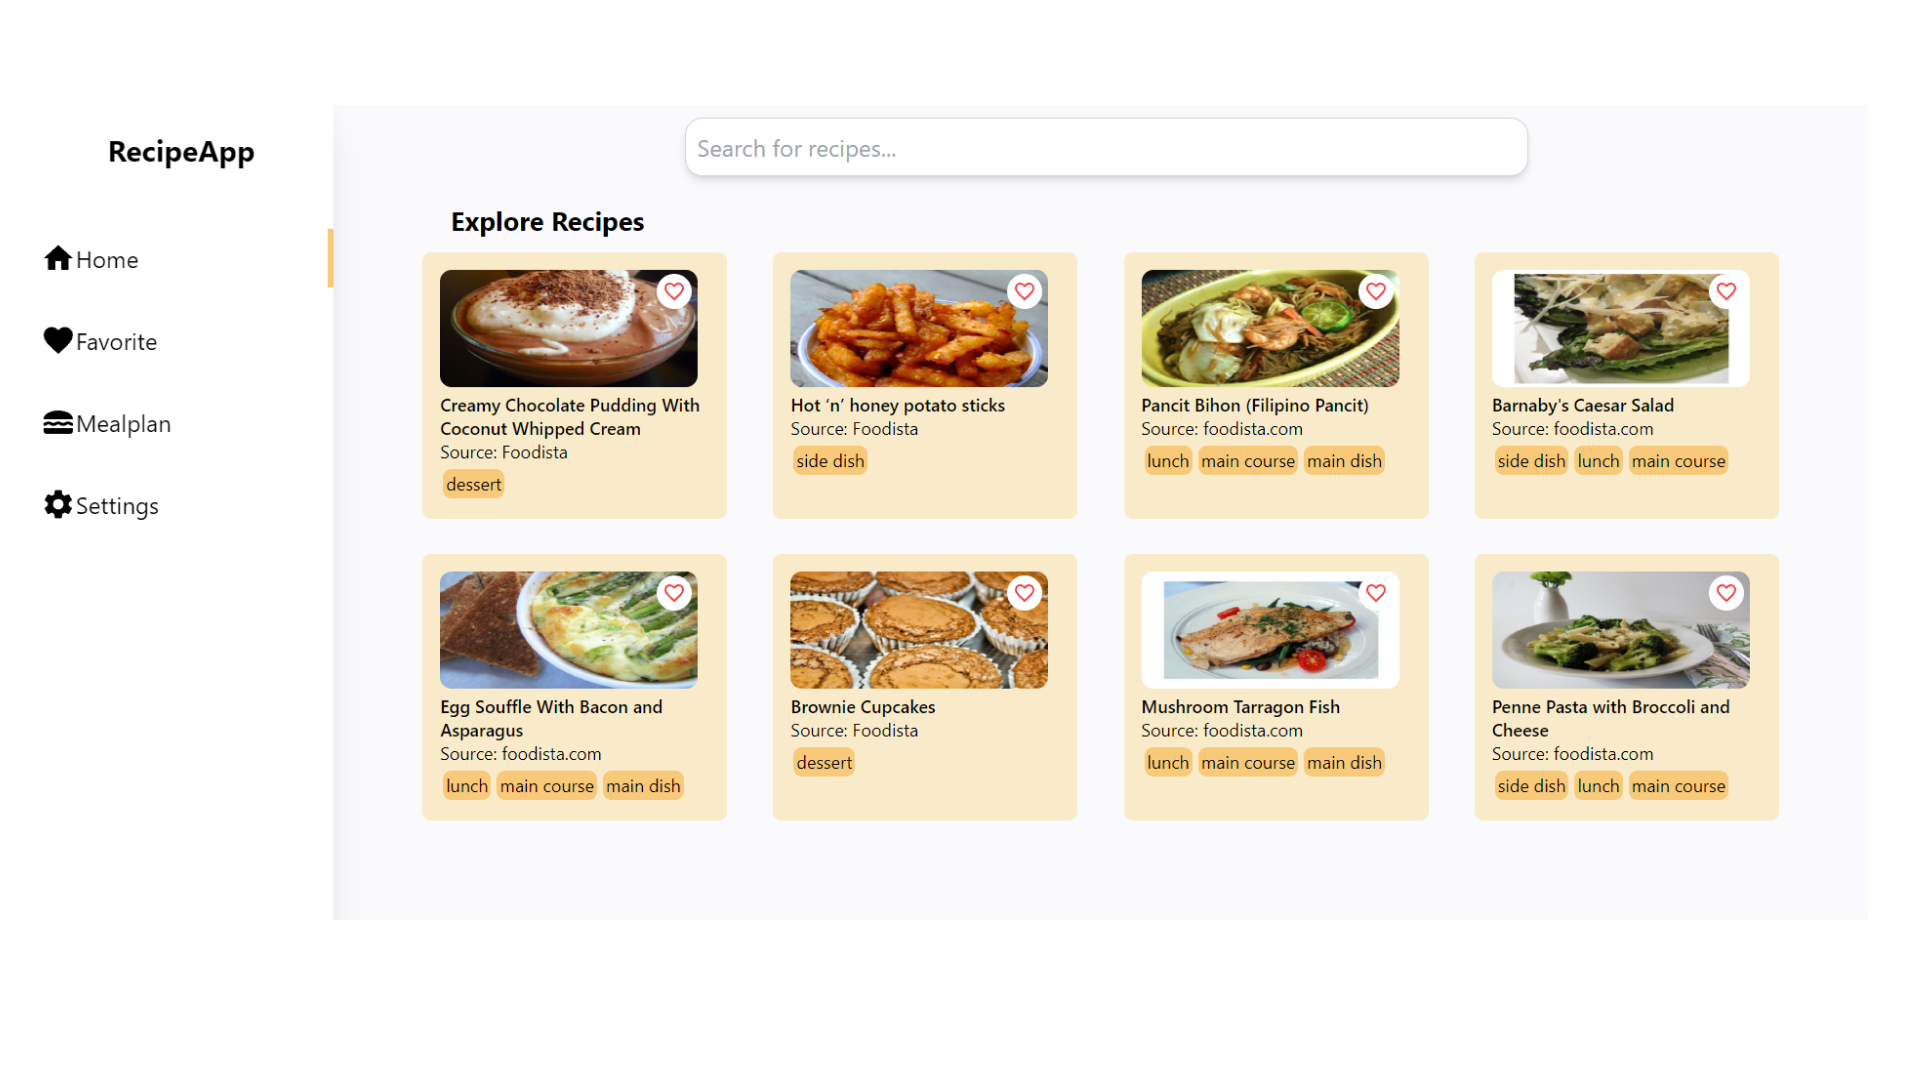 RecipeApp
Home
Favorite
Mealplan
Settings
Search for recipes...
Explore Recipes
Creamy Chocolate Pudding With
Coconut Whipped Cream
Source: Foodista
dessert
Hot ‘n’ honey potato sticks
Source: Foodista
side dish
Pancit Bihon (Filipino Pancit)
Source: foodista.com
lunch main course main dish
Barnaby's Caesar Salad
Source: foodista.com
side dish lunch main course
Egg Souffle With Bacon and
Asparagus
Source: foodista.com
lunch main course main dish
Brownie Cupcakes
Source: Foodista
dessert
Mushroom Tarragon Fish
Source: foodista.com
lunch main course main dish
Penne Pasta with Broccoli and
Cheese
Source: foodista.com
side dish lunch main course